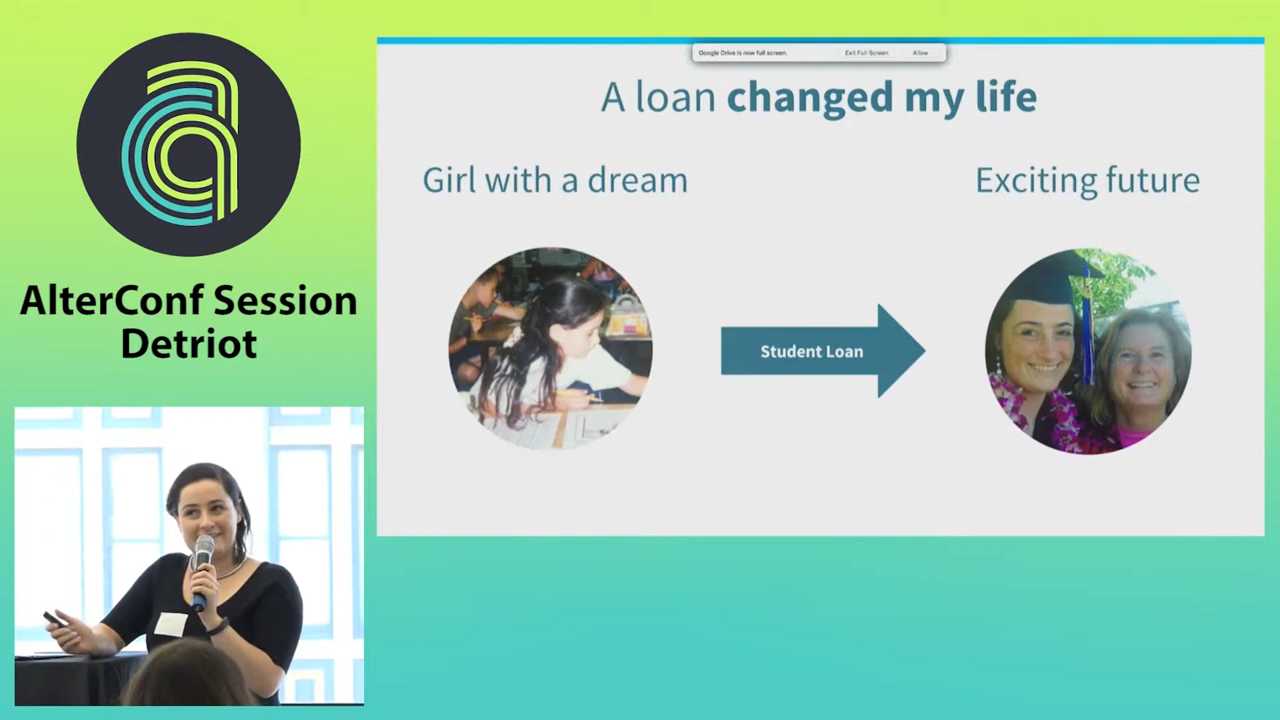 AlterConf Session
Detriot
Google Drive is now full screen.
Exit Full Screen
Allow
A loan changed my life
Girl with a dream
Exciting future
Student Loan